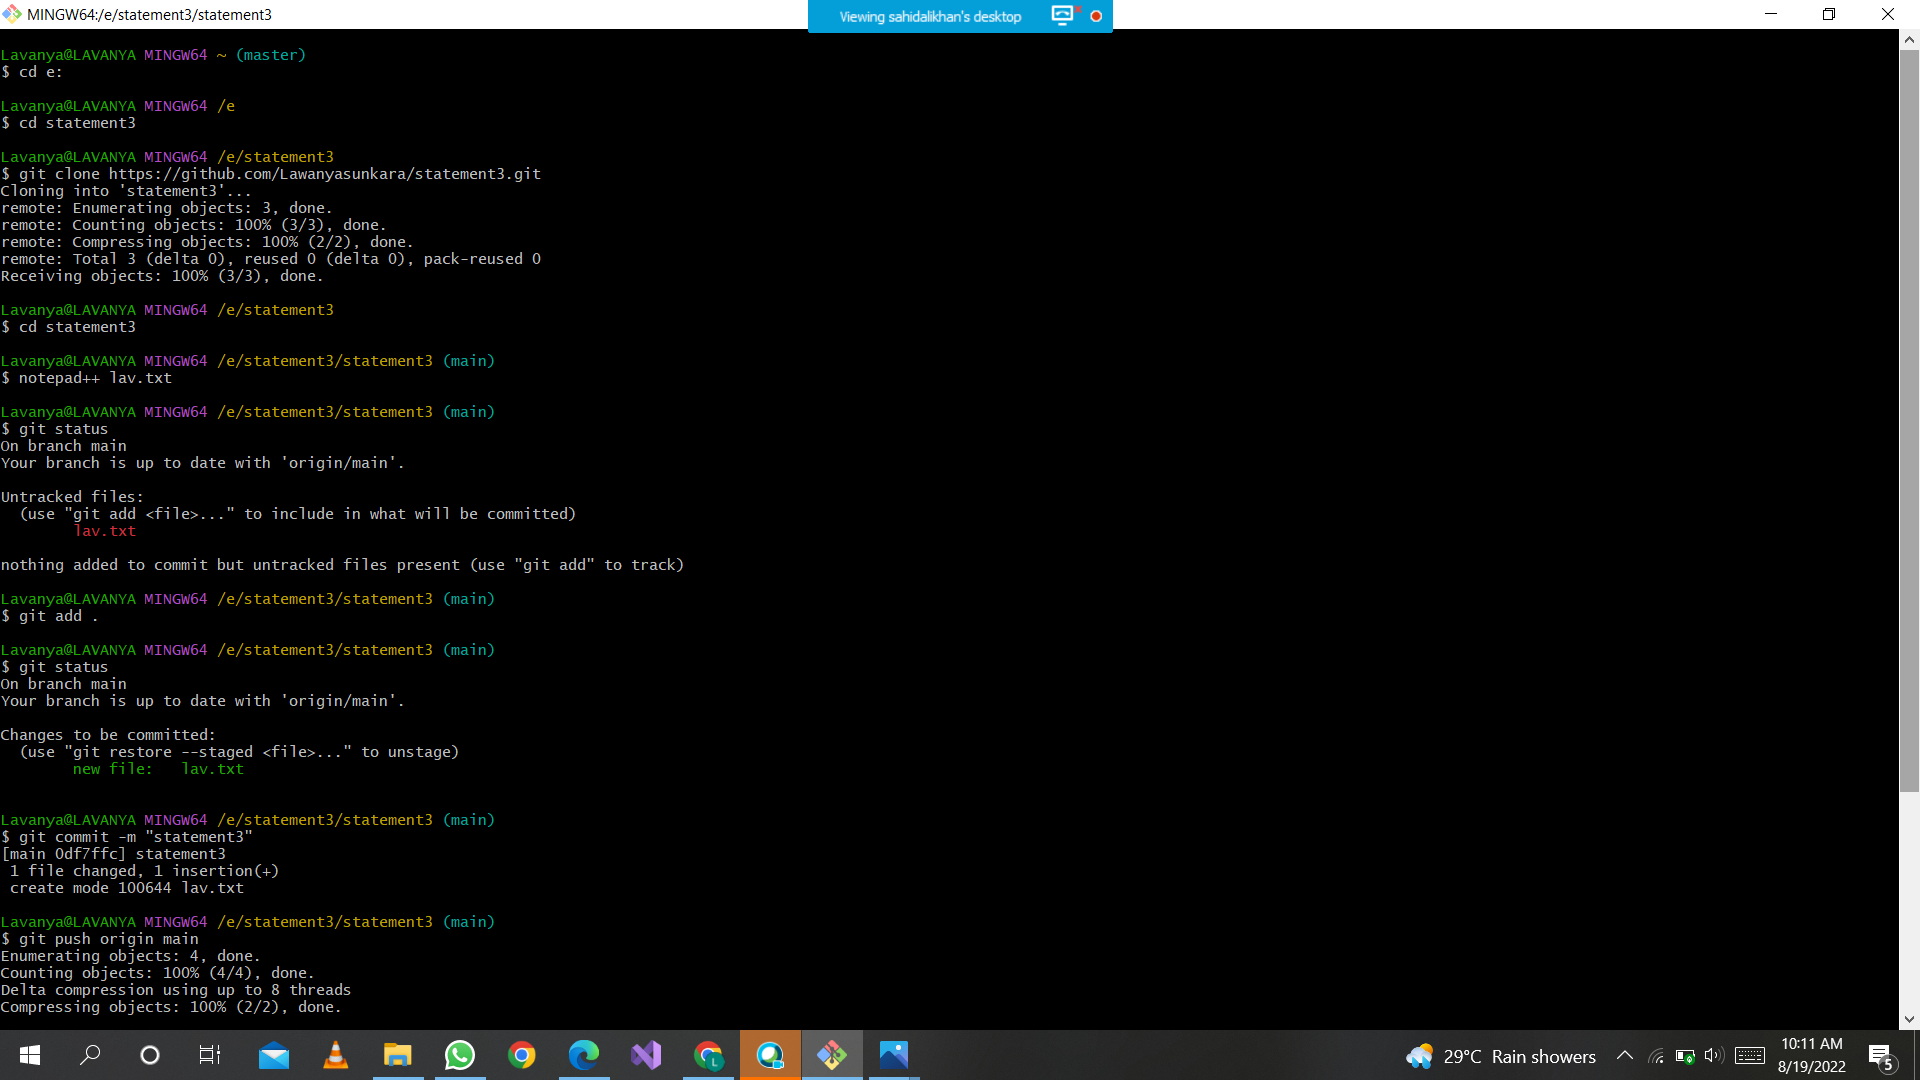 MINGW64:/e/statement3/statement3
Viewing sahidalikhan's desktop
Lavanya@LAVANYA MINGW64 ~ (master)
$ cd e:
Lavanya@LAVANYA MINGW64 /e
$ cd statement3
Lavanya@LAVANYA MINGW64 /e/statement3
$ git clone https://github.com/Lawanyasunkara/statement3.git
Cloning into 'statement3'...
remote: Enumerating objects: 3, done.
remote: Counting objects: 100% (3/3), done.
remote: Compressing objects: 100% (2/2), done.
remote: Total 3 (delta 0), reused 0 (delta 0), pack-reused 0
Receiving objects: 100% (3/3), done.
Lavanya@LAVANYA MINGW64 /e/statement3
$ cd statement3
Lavanya@LAVANYA MINGW64 /e/statement3/statement3 (main)
$ notepad++ lav.txt
Lavanya@LAVANYA MINGW64 /e/statement3/statement3 (main)
$ git status
On branch main
Your branch is up to date with 'origin/main'.
Untracked files:
(use "git add <file>..." to include in what will be committed)
lav.txt
nothing added to commit but untracked files present (use "git add" to track)
Lavanya@LAVANYA MINGW64 /e/statement3/statement3 (main)
$ git add .
Lavanya@LAVANYA MINGW64 /e/statement3/statement3 (main)
$ git status
On branch main
Your branch is up to date with 'origin/main'.
Changes to be committed:
(use "git restore --staged <file>..." to unstage)
new file:   lav.txt
Lavanya@LAVANYA MINGW64 /e/statement3/statement3 (main)
$ git commit -m "statement3"
[main 0df7ffc] statement3
1 file changed, 1 insertion(+)
create mode 100644 lav.txt
Lavanya@LAVANYA MINGW64 /e/statement3/statement3 (main)
$ git push origin main
Enumerating objects: 4, done.
Counting objects: 100% (4/4), done.
Delta compression using up to 8 threads
Compressing objects: 100% (2/2), done.
L
29°C Rain showers
10:11 AM
8/19/2022
5